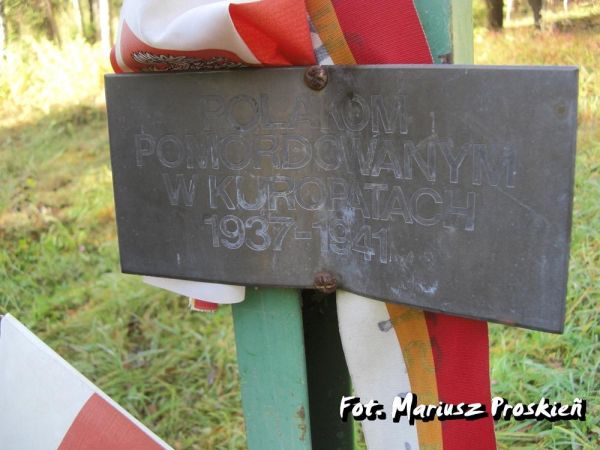 POLAKOM
POMORDOWANYM
W KUROPATACH
1937-1941
Fot. Mariusz Proskień